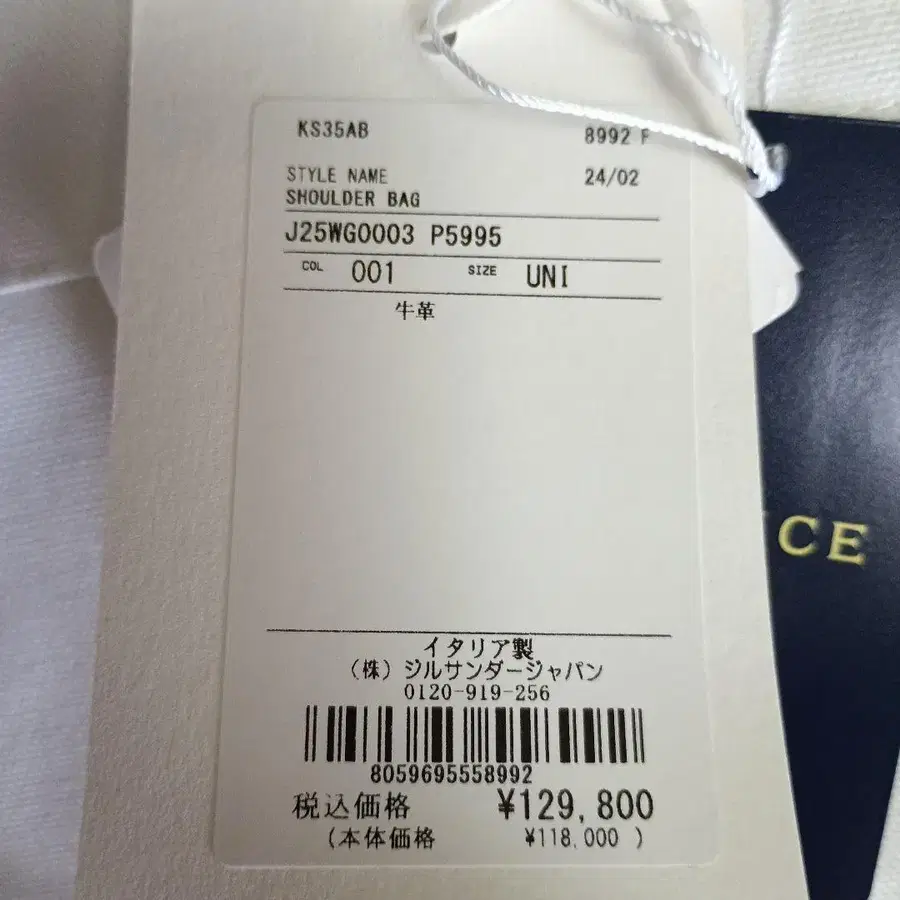 KS35AB 8992 F
STYLE NAME 24/02
SHOULDER BAG
J25WG0003 P5995
COL 001 SIZE UNI
牛革
イタリア製
(株) ジルサンダージャパン
0120-919-256
8059695558992
税込価格 ¥129,800
(本体価格 ¥118,000 )
CE